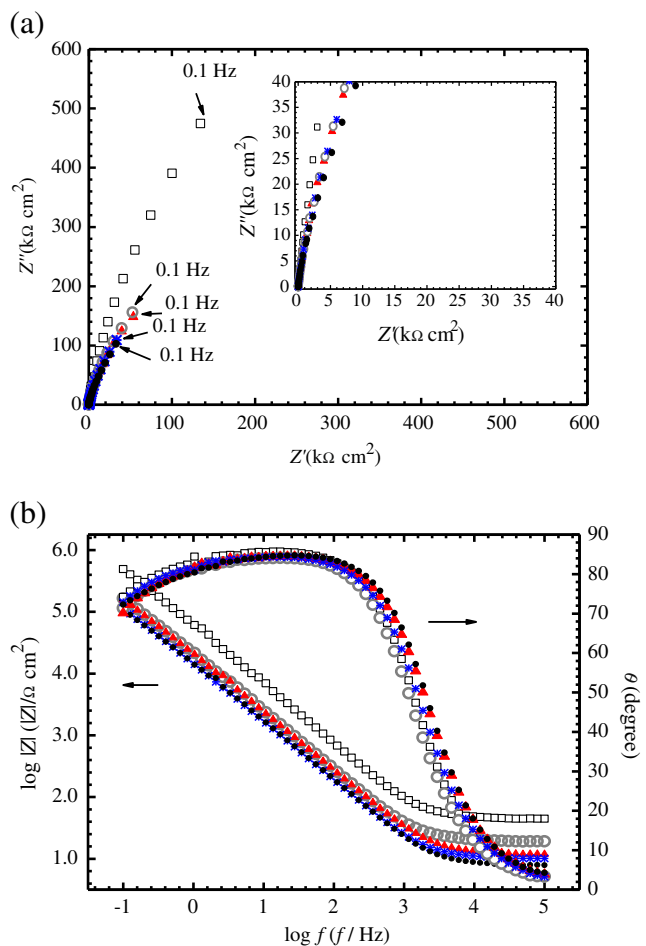 (a)
600
500
400
300
200
100
0
Z″(kΩ cm²)
0.1 Hz
0.1 Hz
0.1 Hz
0.1 Hz
0.1 Hz
40
35
30
25
20
15
10
5
0
Z″(kΩ cm²)
0 5 10 15 20 25 30 35 40
Z′(kΩ cm²)
0 100 200 300 400 500 600
Z′(kΩ cm²)
(b)
6.0
5.0
4.0
3.0
2.0
1.0
log |Z| (|Z|/Ω cm²)
90
80
70
60
50
40
30
20
10
0
θ (degree)
-1 0 1 2 3 4 5
log f (f / Hz)